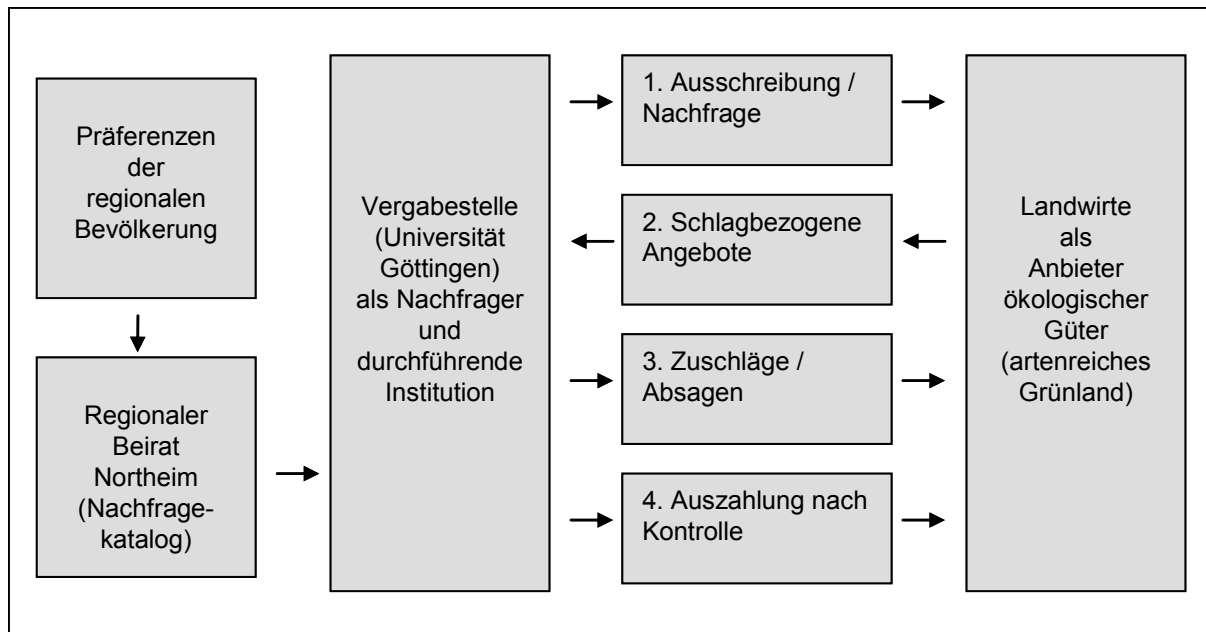 Präferenzen
der
regionalen
Bevölkerung
Regionaler
Beirat
Northeim
(Nachfrage-
katalog)
Vergabestelle
(Universität
Göttingen)
als Nachfrager
und
durchführende
Institution
1. Ausschreibung /
Nachfrage
2. Schlagbezogene
Angebote
3. Zuschläge /
Absagen
4. Auszahlung nach
Kontrolle
Landwirte
als
Anbieter
ökologischer
Güter
(artenreiches
Grünland)